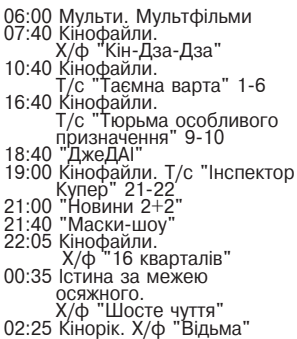 06:00 Мульти. Мультфільми
07:40 Кінофайли.
Х/ф "Кін-Дза-Дза"
10:40 Кінофайли.
Т/с "Таємна варта" 1-6
16:40 Кінофайли.
Т/с "Тюрьма особливого
призначення" 9-10
18:40 "ДжеДАІ"
19:00 Кінофайли. Т/с "Інспектор
Купер" 21-22
21:00 "Новини 2+2"
21:40 "Маски-шоу"
22:05 Кінофайли.
Х/ф "16 кварталів"
00:35 Істина за межею
осяжного.
Х/ф "Шосте чуття"
02:25 Кінорік. Х/ф "Відьма"